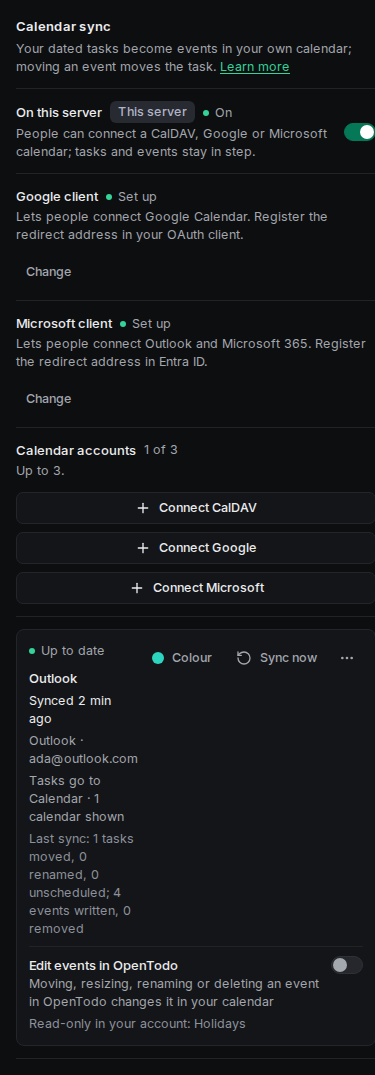 Calendar sync
Your dated tasks become events in your own calendar;
moving an event moves the task. Learn more
On this server This server On
People can connect a CalDAV, Google or Microsoft
calendar; tasks and events stay in step.
Google client Set up
Lets people connect Google Calendar. Register the
redirect address in your OAuth client.
Change
Microsoft client Set up
Lets people connect Outlook and Microsoft 365. Register
the redirect address in Entra ID.
Change
Calendar accounts 1 of 3
Up to 3.
Connect CalDAV
Connect Google
Connect Microsoft
Up to date
Colour Sync now
Outlook
Synced 2 min
ago
Outlook ·
ada@outlook.com
Tasks go to
Calendar · 1
calendar shown
Last sync: 1 tasks
moved, 0
renamed, 0
unscheduled; 4
events written, 0
removed
Edit events in OpenTodo
Moving, resizing, renaming or deleting an event
in OpenTodo changes it in your calendar
Read-only in your account: Holidays